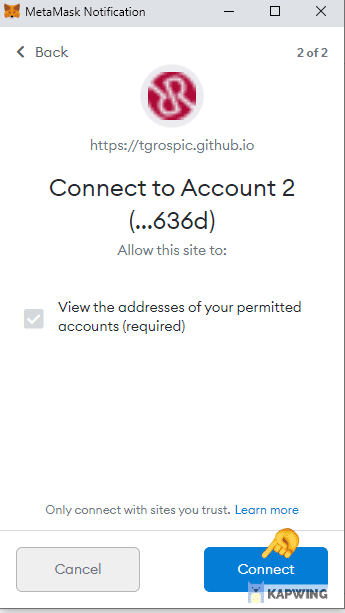 MetaMask Notification
Back
2 of 2
https://tgrospic.github.io
Connect to Account 2
(...636d)
Allow this site to:
View the addresses of your permitted
accounts (required)
Only connect with sites you trust. Learn more
Cancel
Connect
KAPWING